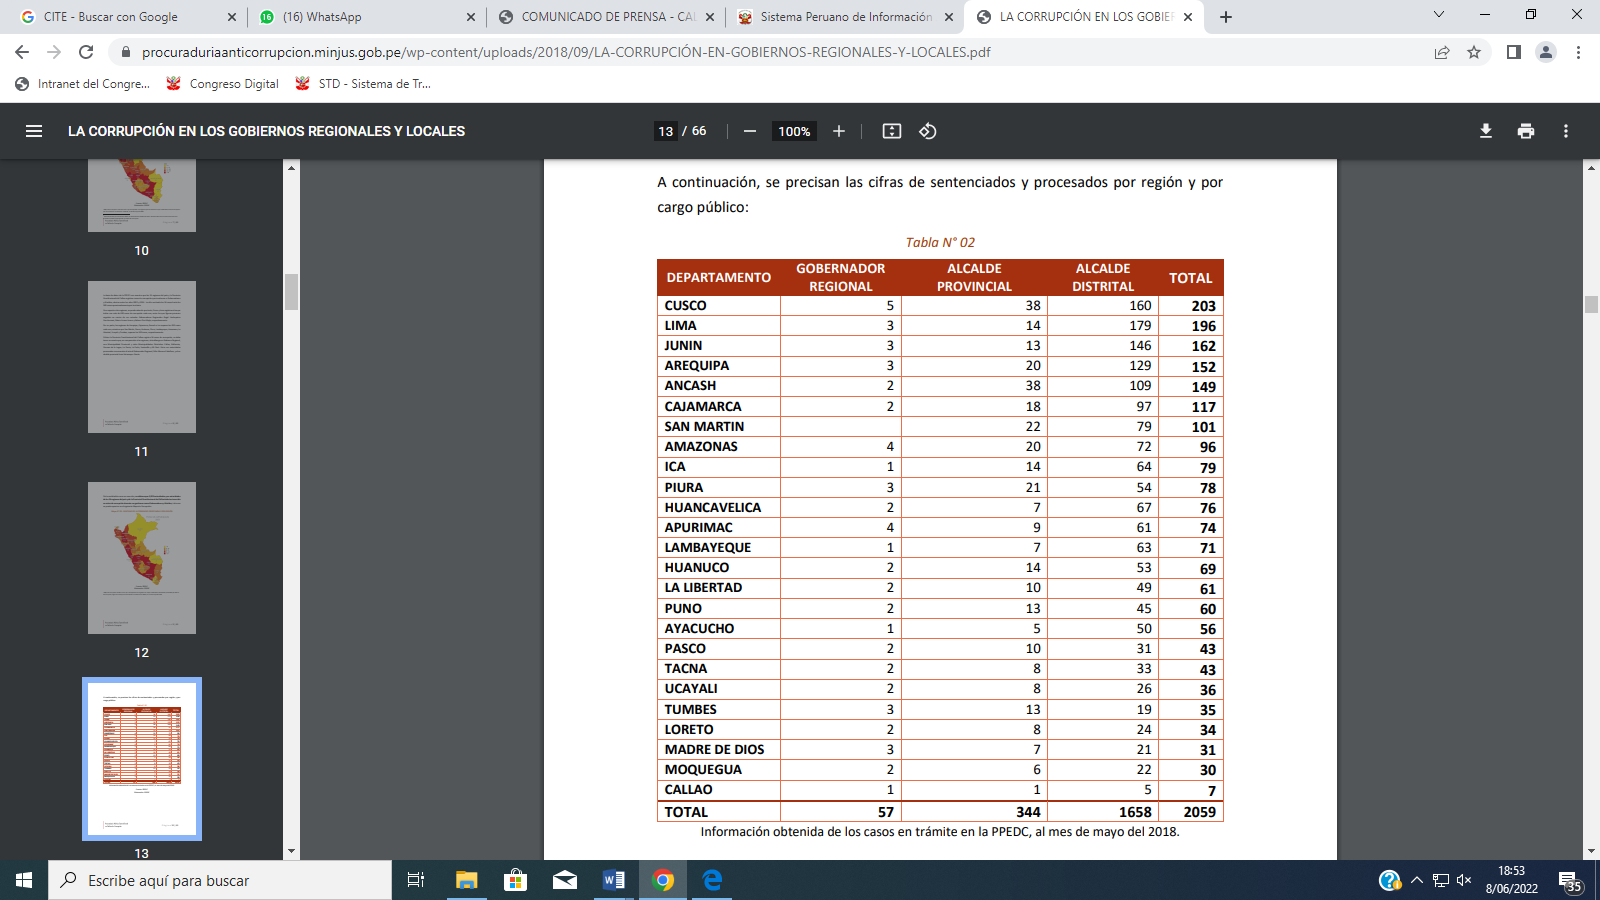 CITE - Buscar con Google
(16) WhatsApp
COMUNICADO DE PRENSA - CAL
Sistema Peruano de Información
LA CORRUPCIÓN EN LOS GOBIER
procuraduriaanticorrupcion.minjus.gob.pe/wp-content/uploads/2018/09/LA-CORRUPCIÓN-EN-GOBIERNOS-REGIONALES-Y-LOCALES.pdf
Intranet del Congre...
Congreso Digital
STD - Sistema de Tr...
LA CORRUPCIÓN EN LOS GOBIERNOS REGIONALES Y LOCALES
13 / 66
100%
10
11
12
13
A continuación, se precisan las cifras de sentenciados y procesados por región y por
cargo público:
Tabla N° 02
DEPARTAMENTO GOBERNADOR REGIONAL ALCALDE PROVINCIAL ALCALDE DISTRITAL TOTAL
CUSCO 5 38 160 203
LIMA 3 14 179 196
JUNIN 3 13 146 162
AREQUIPA 3 20 129 152
ANCASH 2 38 109 149
CAJAMARCA 2 18 97 117
SAN MARTIN 22 79 101
AMAZONAS 4 20 72 96
ICA 1 14 64 79
PIURA 3 21 54 78
HUANCAVELICA 2 7 67 76
APURIMAC 4 9 61 74
LAMBAYEQUE 1 7 63 71
HUANUCO 2 14 53 69
LA LIBERTAD 2 10 49 61
PUNO 2 13 45 60
AYACUCHO 1 5 50 56
PASCO 2 10 31 43
TACNA 2 8 33 43
UCAYALI 2 8 26 36
TUMBES 3 13 19 35
LORETO 2 8 24 34
MADRE DE DIOS 3 7 21 31
MOQUEGUA 2 6 22 30
CALLAO 1 1 5 7
TOTAL 57 344 1658 2059
Información obtenida de los casos en trámite en la PPEDC, al mes de mayo del 2018.
Escribe aquí para buscar
18:53
8/06/2022
35